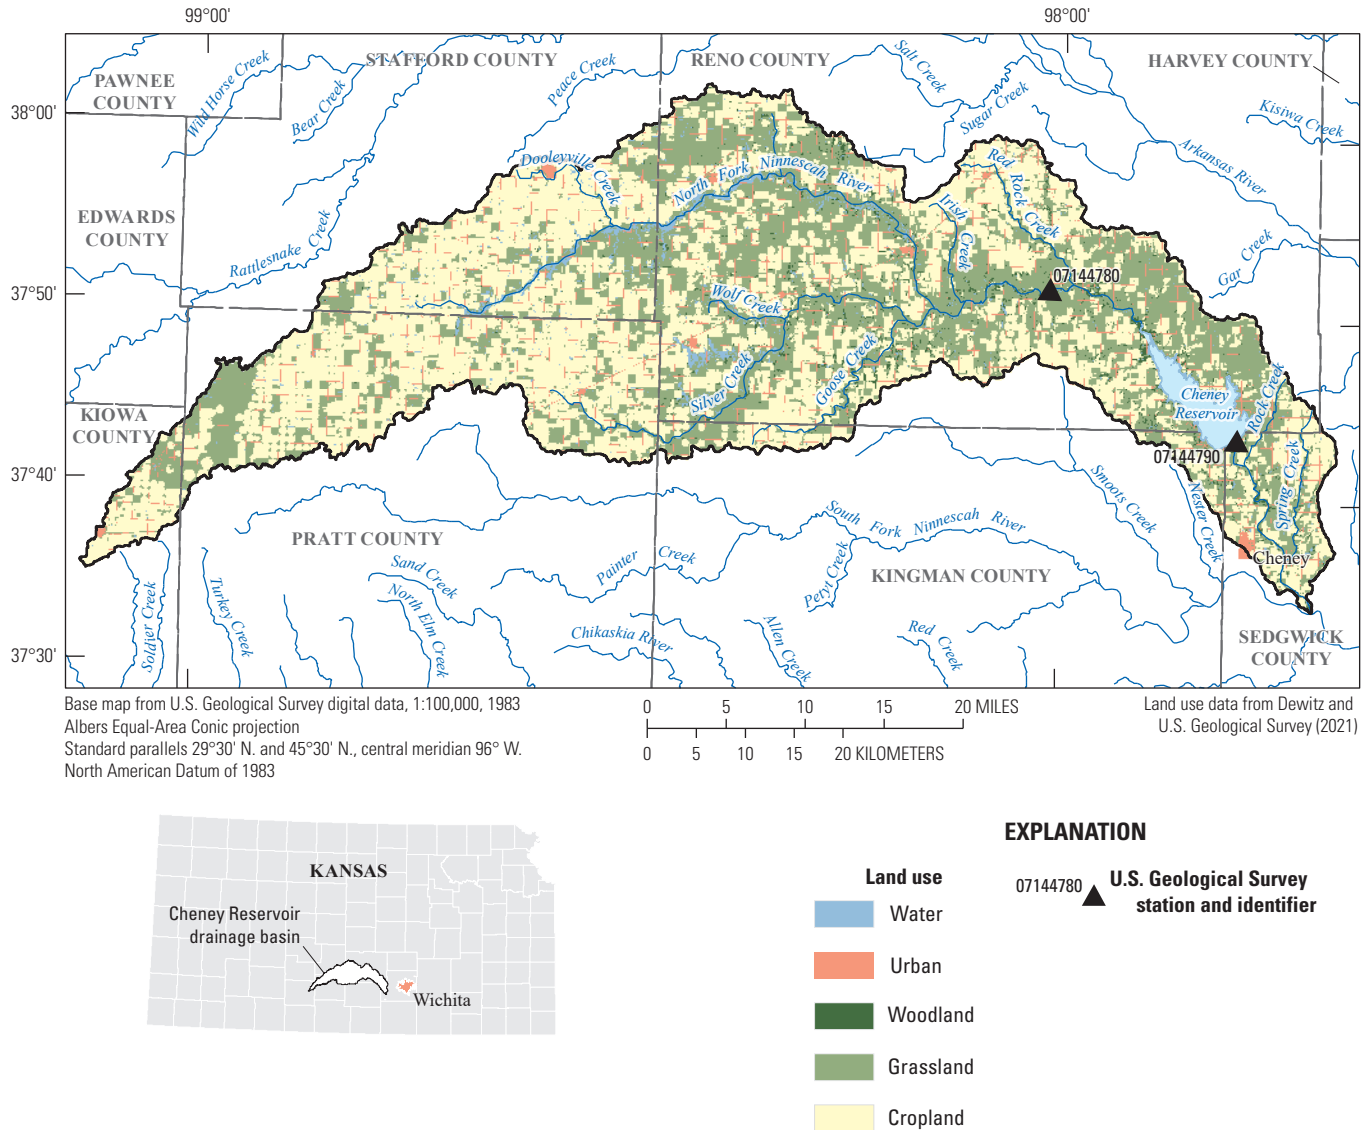 99°00'
98°00'
38°00'
37°50'
37°40'
37°30'
PAWNEE
COUNTY
STAFFORD COUNTY
RENO COUNTY
HARVEY COUNTY
EDWARDS
COUNTY
KIOWA
COUNTY
PRATT COUNTY
KINGMAN COUNTY
SEDGWICK
COUNTY
Wild Horse Creek
Bear Creek
Peace Creek
Salt Creek
Sugar Creek
Kisiwa Creek
Arkansas River
Rattlesnake Creek
Dooleyville Creek
North Fork Ninnescah River
Red Rock Creek
Irish Creek
Gar Creek
07144780
Wolf Creek
Silver Creek
Goose Creek
Cheney
Reservoir
Rock Creek
07144790
Spring Creek
Nester Creek
Smoots Creek
Cheney
South Fork Ninnescah River
Painter Creek
Petyt Creek
Sand Creek
North Elm Creek
Turkey Creek
Soldier Creek
Chikaskia River
Allen Creek
Red Creek
Base map from U.S. Geological Survey digital data, 1:100,000, 1983
Albers Equal-Area Conic projection
Standard parallels 29°30' N. and 45°30' N., central meridian 96° W.
North American Datum of 1983
0 5 10 15 20 MILES
0 5 10 15 20 KILOMETERS
Land use data from Dewitz and
U.S. Geological Survey (2021)
KANSAS
Cheney Reservoir
drainage basin
Wichita
EXPLANATION
Land use
Water
Urban
Woodland
Grassland
Cropland
07144780
U.S. Geological Survey
station and identifier